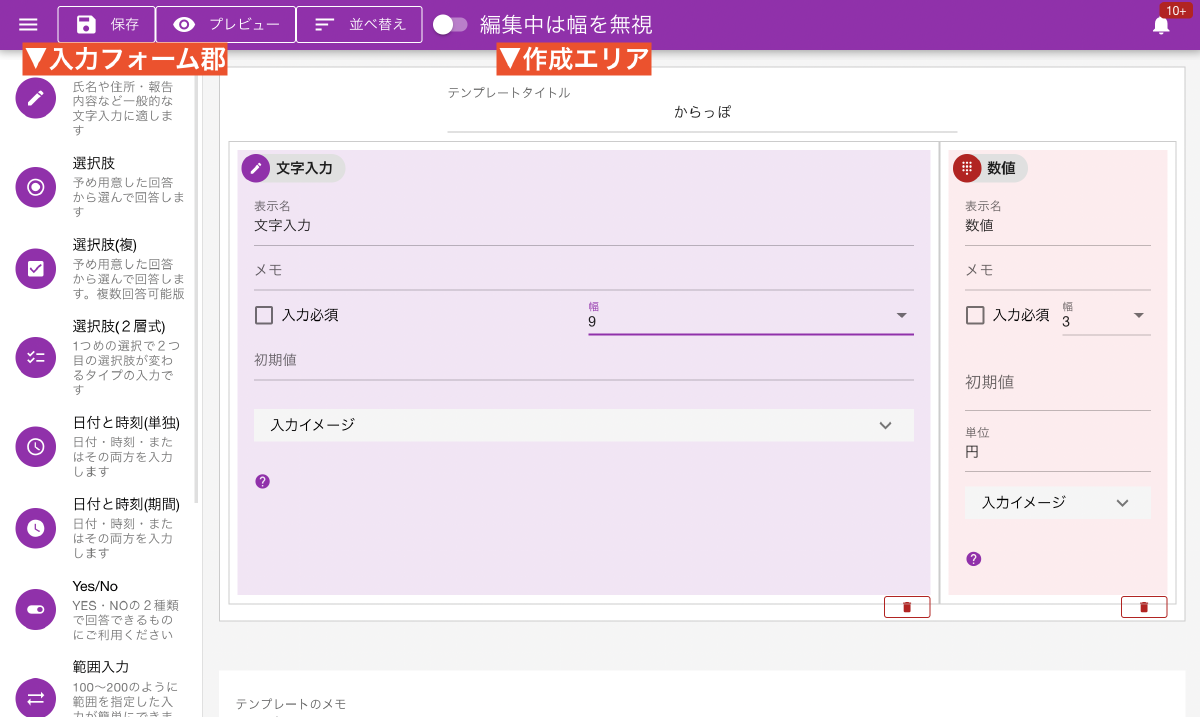 保存
プレビュー
並べ替え
編集中は幅を無視
10+
▼入力フォーム郡
▼作成エリア
氏名や住所・報告
内容など一般的な
文字入力に適しま
す
選択肢
予め用意した回答
から選んで回答しま
す
選択肢(複)
予め用意した回答
から選んで回答しま
す。複数回答可能版
選択肢(２層式)
1つめの選択で２つ
目の選択肢が変わ
るタイプの入力で
す
日付と時刻(単独)
日付・時刻・また
はその両方を入力
します
日付と時刻(期間)
日付・時刻・また
はその両方を入力
します
Yes/No
YES・NOの２種類
で回答できるもの
にご利用ください
範囲入力
100〜200のように
範囲を指定した入
力が簡単にできま
テンプレートタイトル
からっぽ
文字入力
表示名
文字入力
メモ
入力必須
幅
9
初期値
入力イメージ
?
数値
表示名
数値
メモ
入力必須
幅
3
初期値
単位
円
入力イメージ
?
テンプレートのメモ